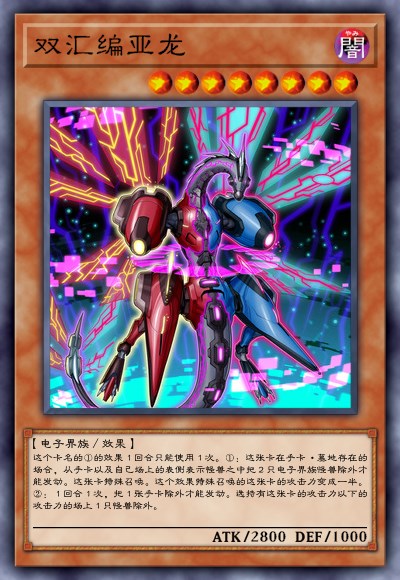 双汇编亚龙
やみ
闇
【电子界族/效果】
这个卡名的①的效果1回合只能使用1次。①:这张卡在手卡・墓地存在的
场合,从手卡以及自己场上的表侧表示怪兽之中把2只电子界族怪兽除外才
能发动。这张卡特殊召唤。这个效果特殊召唤的这张卡的攻击力变成一半。
②:1回合1次,把1张手卡除外才能发动。选持有这张卡的攻击力以下的
攻击力的场上1只怪兽除外。
ATK/2800 DEF/1000